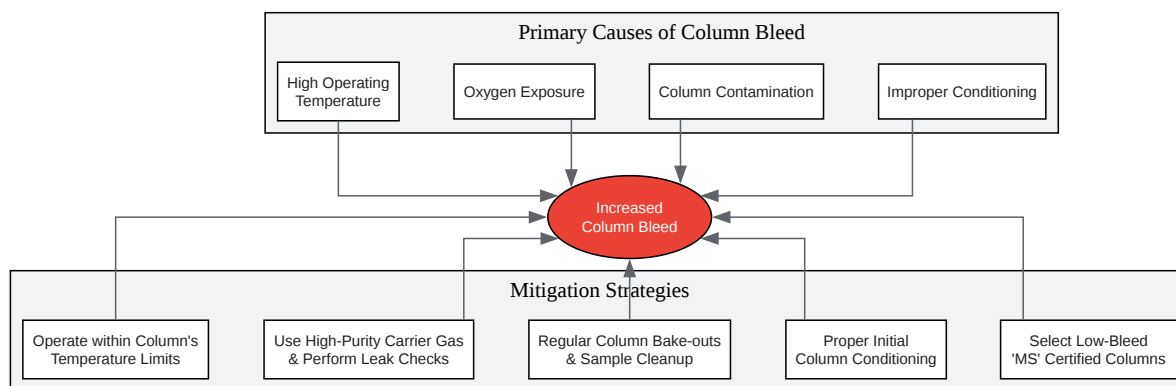 Primary Causes of Column Bleed
High Operating
Temperature
Oxygen Exposure
Column Contamination
Improper Conditioning
Increased
Column Bleed
Mitigation Strategies
Operate within Column's
Temperature Limits
Use High-Purity Carrier Gas
& Perform Leak Checks
Regular Column Bake-outs
& Sample Cleanup
Proper Initial
Column Conditioning
Select Low-Bleed
'MS' Certified Columns